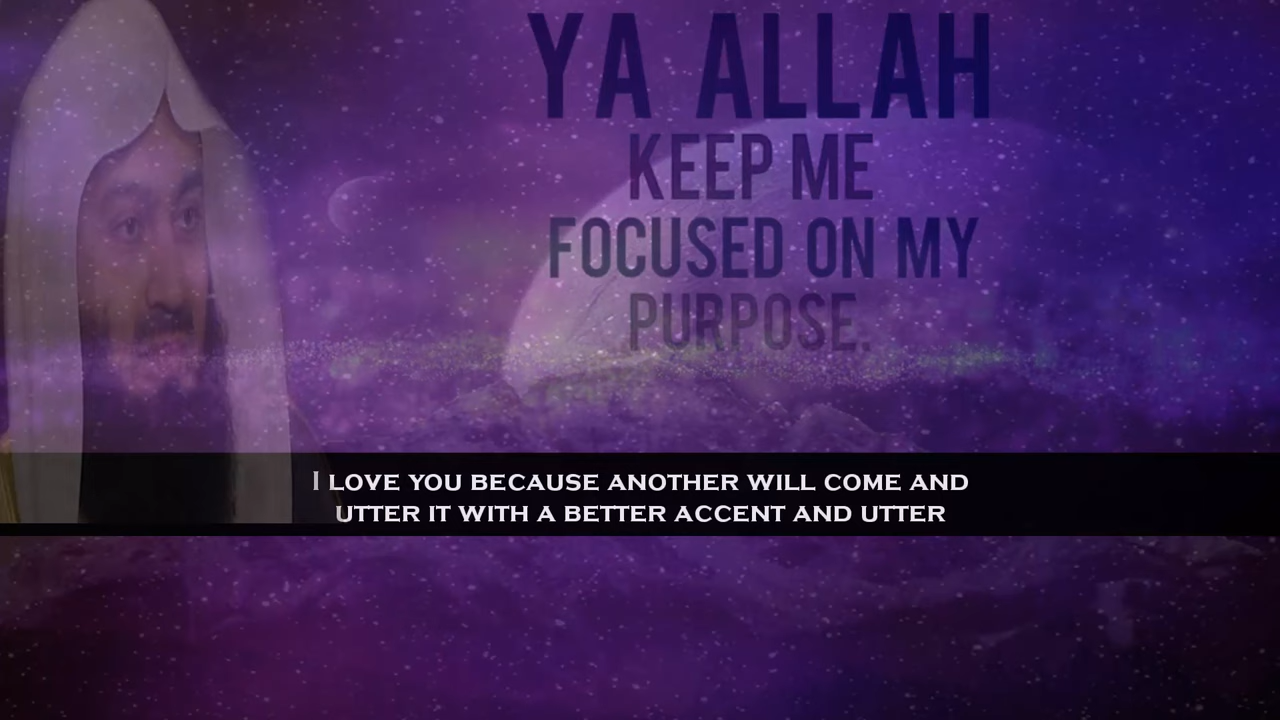 YA ALLAH
KEEP ME
FOCUSED ON MY
PURPOSE.
I LOVE YOU BECAUSE ANOTHER WILL COME AND
UTTER IT WITH A BETTER ACCENT AND UTTER